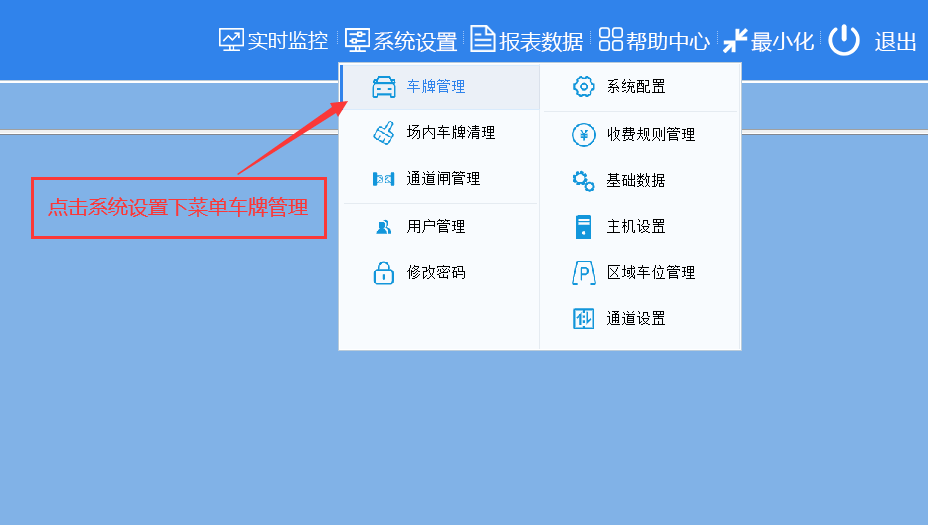 实时监控 系统设置 报表数据 帮助中心 最小化 退出
车牌管理 系统配置
场内车牌清理 收费规则管理
通道闸管理 基础数据
用户管理 主机设置
修改密码 区域车位管理
通道设置
点击系统设置下菜单车牌管理